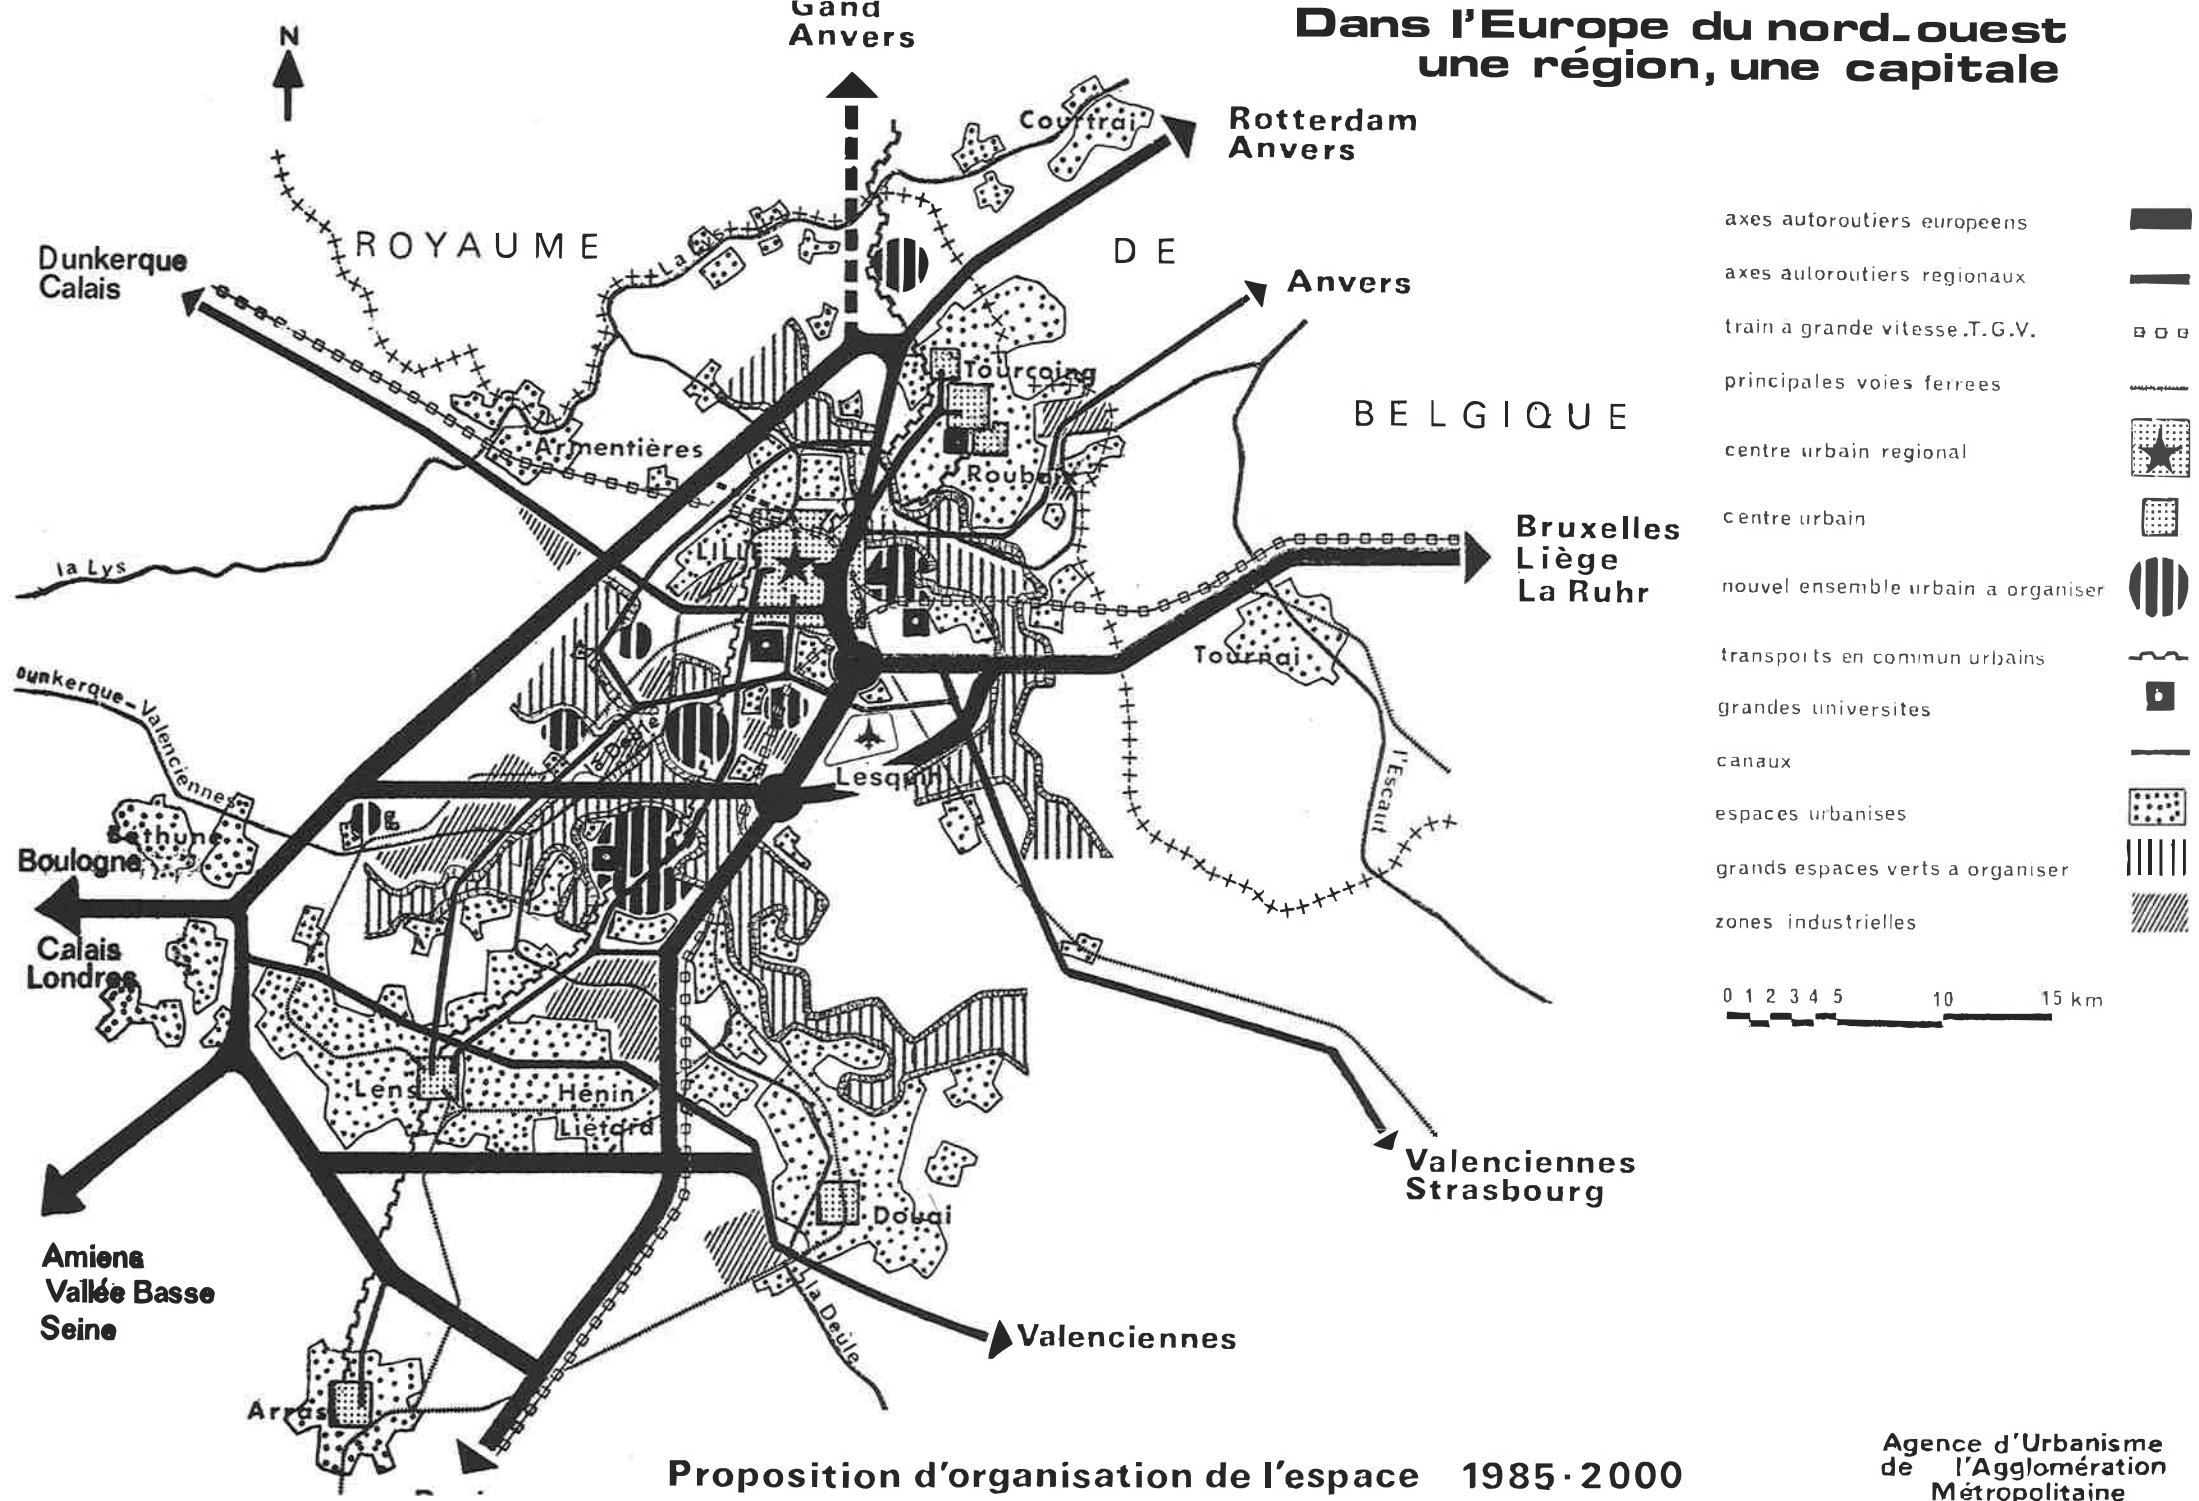 Dans l'Europe du nord-ouest
une région, une capitale
N
Gand
Anvers
Courtrai
Rotterdam
Anvers
ROYAUME
DE
BELGIQUE
Dunkerque
Calais
La Lys
Anvers
Tourcoing
Armentières
Roubaix
LILLE
la Lys
Bruxelles
Liège
La Ruhr
Tournai
Dunkerque-Valenciennes
Lesquin
l'Escaut
Bethune
Boulogne
Calais
Londres
Lens
Henin
Liétard
Douai
la Deûle
Valenciennes
Strasbourg
Amiens
Vallée Basse
Seine
Valenciennes
Arras
axes autoroutiers europeens
axes autoroutiers regionaux
train a grande vitesse.T.G.V.
principales voies ferrees
centre urbain regional
centre urbain
nouvel ensemble urbain a organiser
transports en commun urbains
grandes universites
canaux
espaces urbanises
grands espaces verts a organiser
zones industrielles
0 1 2 3 4 5 10 15 km
Proposition d'organisation de l'espace 1985·2000
Agence d'Urbanisme
de l'Agglomération
Métropolitaine